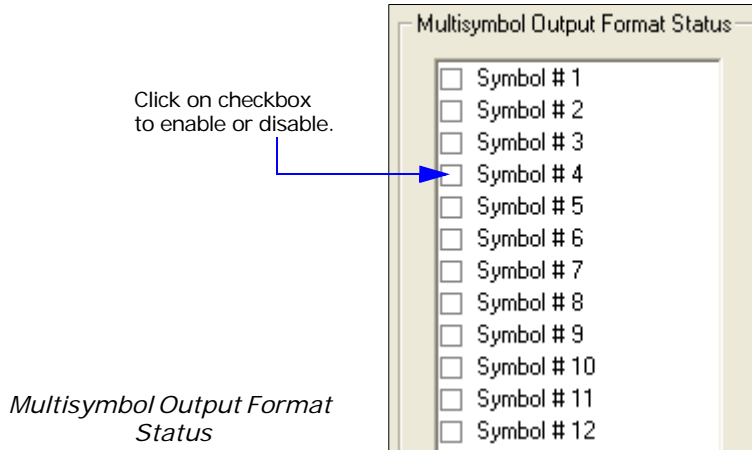 Multisymbol Output Format Status
Symbol # 1
Click on checkbox
to enable or disable.
Symbol # 2
Symbol # 3
Symbol # 4
Symbol # 5
Symbol # 6
Symbol # 7
Symbol # 8
Symbol # 9
Symbol # 10
Symbol # 11
Symbol # 12
Multisymbol Output Format
Status